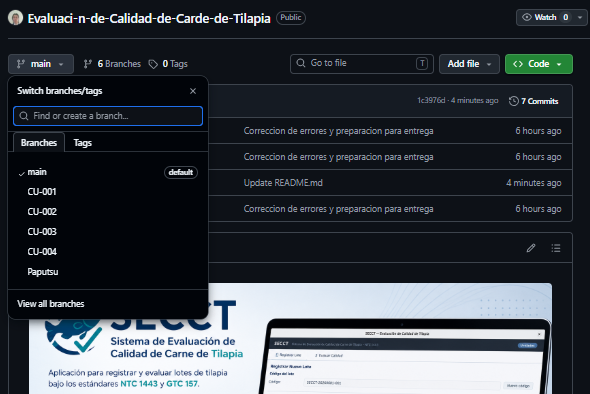 Evaluaci-n-de-Calidad-de-Carde-de-Tilapia Public
Watch 0
main 6 Branches 0 Tags
Go to file T
Add file
Code
Switch branches/tags
Find or create a branch...
Branches Tags
main default
CU-001
CU-002
CU-003
CU-004
Paputsu
View all branches
1c3976d · 4 minutes ago 7 Commits
Correccion de errores y preparacion para entrega 6 hours ago
Correccion de errores y preparacion para entrega 6 hours ago
Update README.md 4 minutes ago
Correccion de errores y preparacion para entrega 6 hours ago
SECCT
Sistema de Evaluación de
Calidad de Carne de Tilapia
Aplicación para registrar y evaluar lotes de tilapia
bajo los estándares NTC 1443 y GTC 157.
SECCT — Evaluación de Calidad de Tilapia
SECCT
Registrar Lote Evaluar Calidad
Registrar Nuevo Lote
Código del lote
Código: